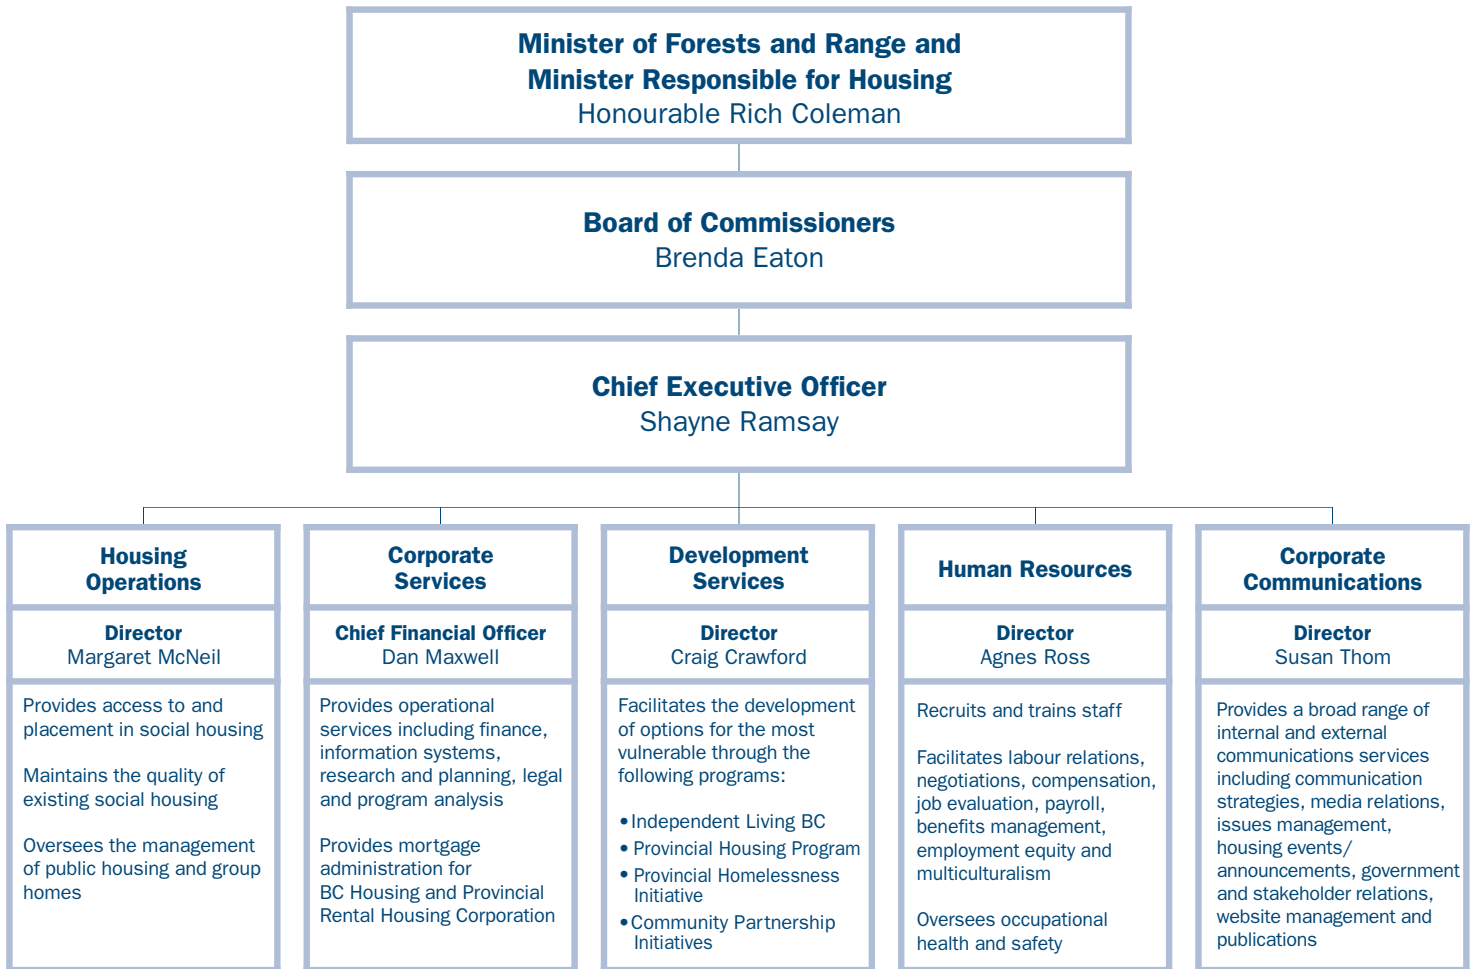 Minister of Forests and Range and
Minister Responsible for Housing
Honourable Rich Coleman
Board of Commissioners
Brenda Eaton
Chief Executive Officer
Shayne Ramsay
Housing
Operations
Director
Margaret McNeil
Provides access to and
placement in social housing
Maintains the quality of
existing social housing
Oversees the management
of public housing and group
homes
Corporate
Services
Chief Financial Officer
Dan Maxwell
Provides operational
services including finance,
information systems,
research and planning, legal
and program analysis
Provides mortgage
administration for
BC Housing and Provincial
Rental Housing Corporation
Development
Services
Director
Craig Crawford
Facilitates the development
of options for the most
vulnerable through the
following programs:
• Independent Living BC
• Provincial Housing Program
• Provincial Homelessness
Initiative
• Community Partnership
Initiatives
Human Resources
Director
Agnes Ross
Recruits and trains staff
Facilitates labour relations,
negotiations, compensation,
job evaluation, payroll,
benefits management,
employment equity and
multiculturalism
Oversees occupational
health and safety
Corporate
Communications
Director
Susan Thom
Provides a broad range of
internal and external
communications services
including communication
strategies, media relations,
issues management,
housing events/
announcements, government
and stakeholder relations,
website management and
publications